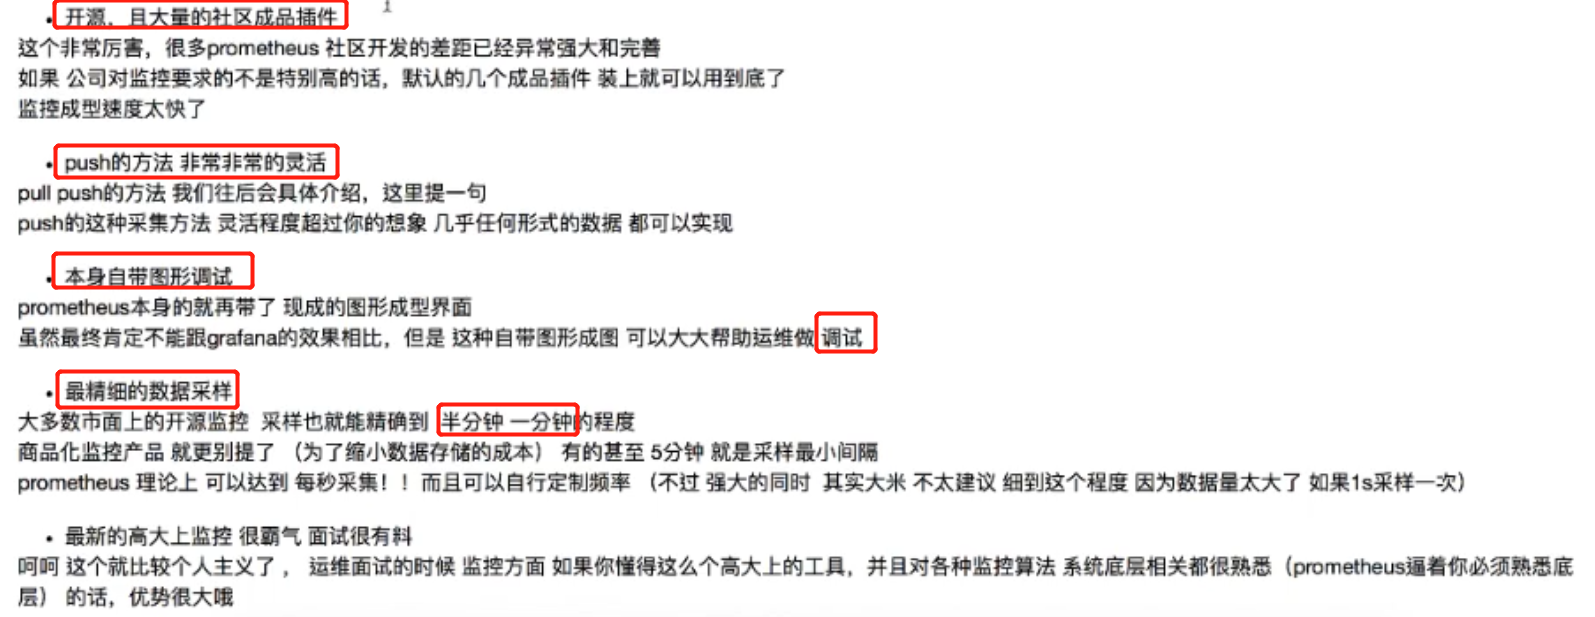 • 开源，且大量的社区成品插件
这个非常厉害，很多prometheus 社区开发的差距已经异常强大和完善
如果 公司对监控要求的不是特别高的话，默认的几个成品插件 装上就可以用到底了
监控成型速度太快了
• push的方法 非常非常的灵活
pull push的方法 我们往后会具体介绍，这里提一句
push的这种采集方法 灵活程度超过你的想象 几乎任何形式的数据 都可以实现
• 本身自带图形调试
prometheus本身的就再带了 现成的图形成型界面
虽然最终肯定不能跟grafana的效果相比，但是 这种自带图形成图 可以大大帮助运维做 调试
• 最精细的数据采样
大多数市面上的开源监控 采样也就能精确到 半分钟 一分钟的程度
商品化监控产品 就更别提了 （为了缩小数据存储的成本） 有的甚至 5分钟 就是采样最小间隔
prometheus 理论上 可以达到 每秒采集！！ 而且可以自行定制频率 （不过 强大的同时 其实大米 不太建议 细到这个程度 因为数据量太大了 如果1s采样一次）
• 最新的高大上监控 很霸气 面试很有料
呵呵 这个就比较个人主义了， 运维面试的时候 监控方面 如果你懂得这么个高大上的工具，并且对各种监控算法 系统底层相关都很熟悉（prometheus逼着你必须熟悉底
层） 的话，优势很大哦